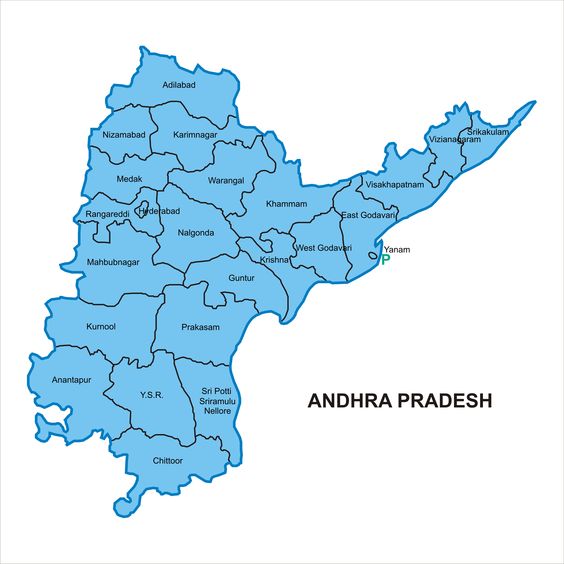 Adilabad
Nizamabad
Karimnagar
Srikakulam
Vizianagaram
Medak
Warangal
Visakhapatnam
Khammam
Rangareddi
Hyderabad
East Godavari
Nalgonda
West Godavari
Yanam
P
Krishna
Mahbubnagar
Guntur
Kurnool
Prakasam
Anantapur
Y.S.R.
Sri Potti
Sriramulu
Nellore
ANDHRA PRADESH
Chittoor